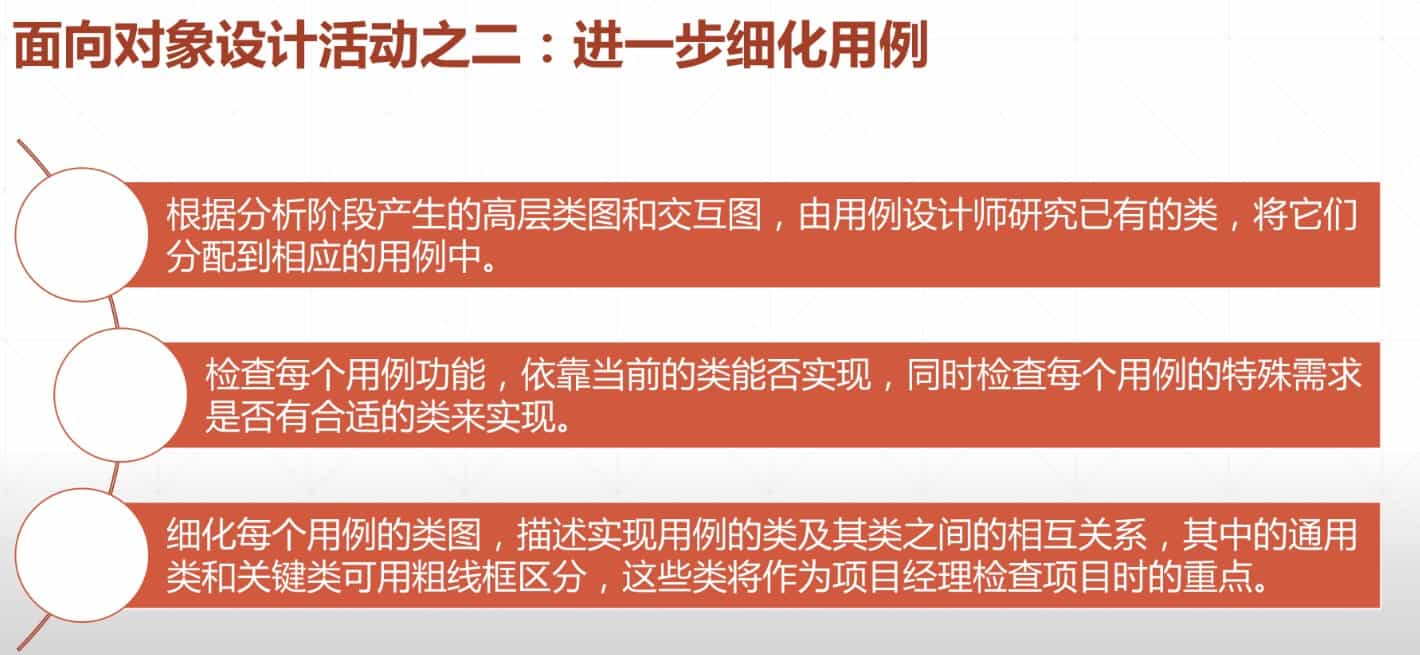 面向对象设计活动之二：进一步细化用例
根据分析阶段产生的高层类图和交互图，由用例设计师研究已有的类，将它们
分配到相应的用例中。
检查每个用例功能，依靠当前的类能否实现，同时检查每个用例的特殊需求
是否有合适的类来实现。
细化每个用例的类图，描述实现用例的类及其类之间的相互关系，其中的通用
类和关键类可用粗线框区分，这些类将作为项目经理检查项目时的重点。